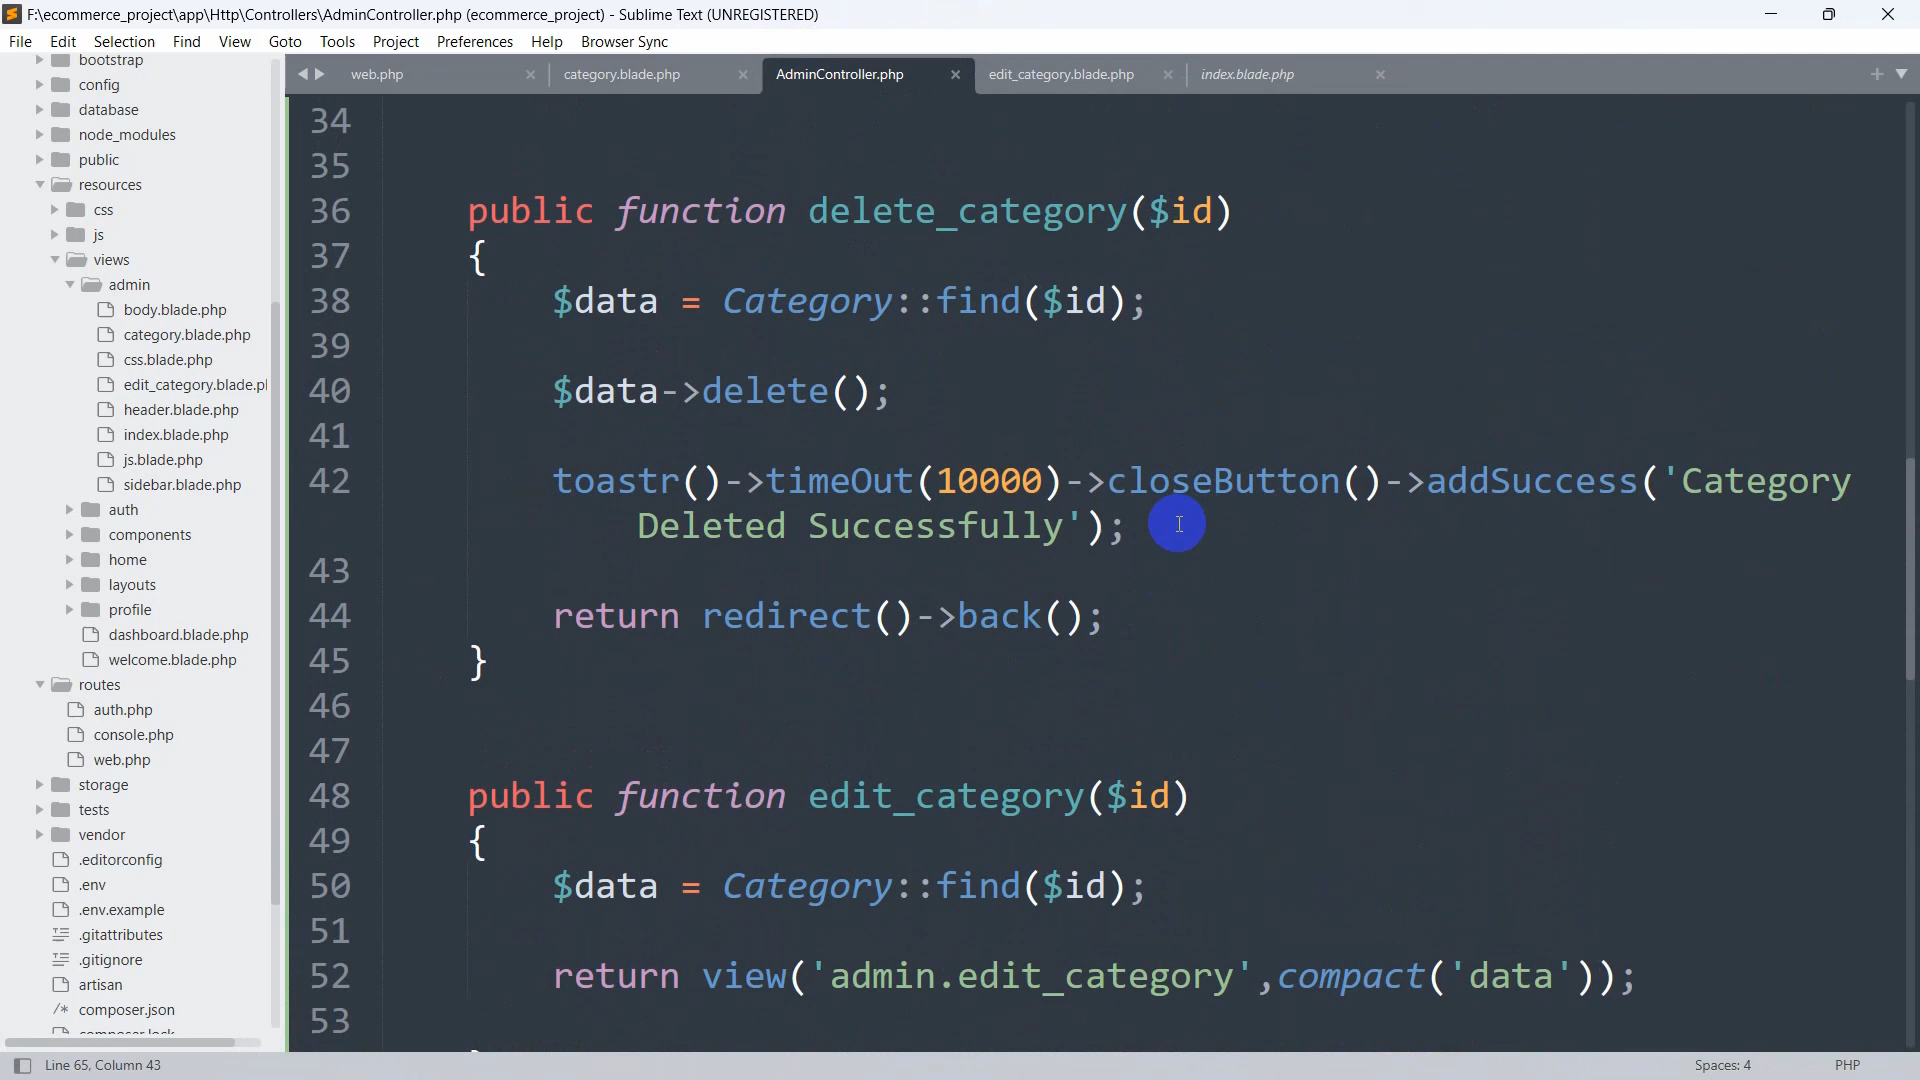 F:\ecommerce_project\app\Http\Controllers\AdminController.php (ecommerce_project) - Sublime Text (UNREGISTERED)
File Edit Selection Find View Goto Tools Project Preferences Help Browser Sync
bootstrap
config
database
node_modules
public
resources
css
js
views
admin
body.blade.php
category.blade.php
css.blade.php
edit_category.blade.p
header.blade.php
index.blade.php
js.blade.php
sidebar.blade.php
auth
components
home
layouts
profile
dashboard.blade.php
welcome.blade.php
routes
auth.php
console.php
web.php
storage
tests
vendor
.editorconfig
.env
.env.example
.gitattributes
.gitignore
artisan
composer.json
composer.lock
web.php category.blade.php AdminController.php edit_category.blade.php index.blade.php
34
35
36 public function delete_category($id)
37 {
38 $data = Category::find($id);
39
40 $data->delete();
41
42 toastr()->timeOut(10000)->closeButton()->addSuccess('Category
Deleted Successfully');
43
44 return redirect()->back();
45 }
46
47
48 public function edit_category($id)
49 {
50 $data = Category::find($id);
51
52 return view('admin.edit_category',compact('data'));
53
Line 65, Column 43 Spaces: 4 PHP